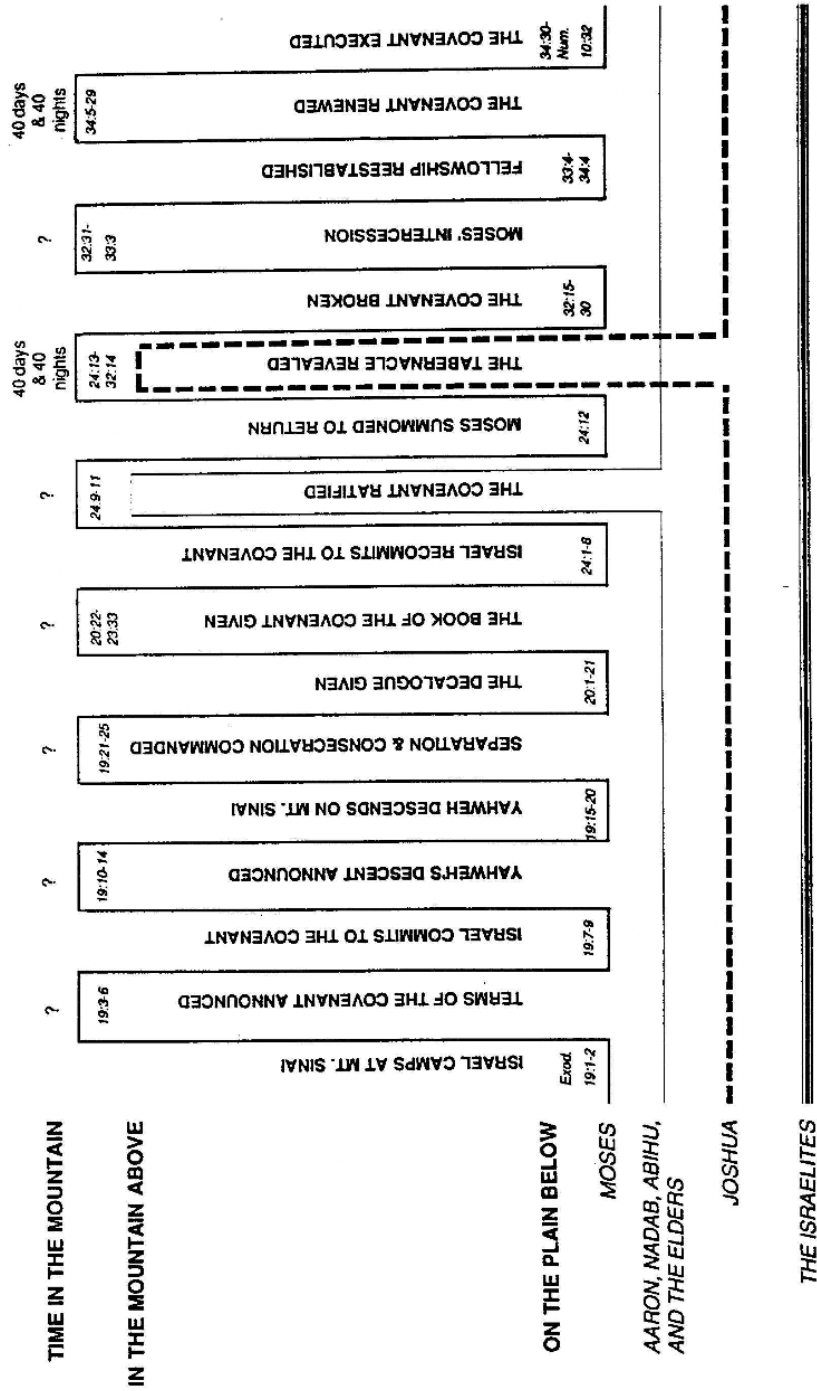 TIME IN THE MOUNTAIN
?
?
?
?
?
40 days
& 40
nights
?
40 days
& 40
nights
IN THE MOUNTAIN ABOVE
19:3-6
19:10-14
19:21-25
20:22-
23:33
24:9-11
24:13-
32:14
32:31-
33:3
34:5-29
ISRAEL CAMPS AT MT. SINAI
TERMS OF THE COVENANT ANNOUNCED
ISRAEL COMMITS TO THE COVENANT
YAHWEH'S DESCENT ANNOUNCED
YAHWEH DESCENDS ON MT. SINAI
SEPARATION & CONSECRATION COMMANDED
THE DECALOGUE GIVEN
THE BOOK OF THE COVENANT GIVEN
ISRAEL RECOMMITS TO THE COVENANT
THE COVENANT RATIFIED
MOSES SUMMONED TO RETURN
THE TABERNACLE REVEALED
THE COVENANT BROKEN
MOSES' INTERCESSION
FELLOWSHIP REESTABLISHED
THE COVENANT RENEWED
THE COVENANT EXECUTED
ON THE PLAIN BELOW
Exod.
19:1-2
19:7-9
19:15-20
20:1-21
24:1-8
24:12
32:15-
30
33:4-
34:4
34:30-
Num.
10:32
MOSES
AARON, NADAB, ABIHU,
AND THE ELDERS
JOSHUA
THE ISRAELITES